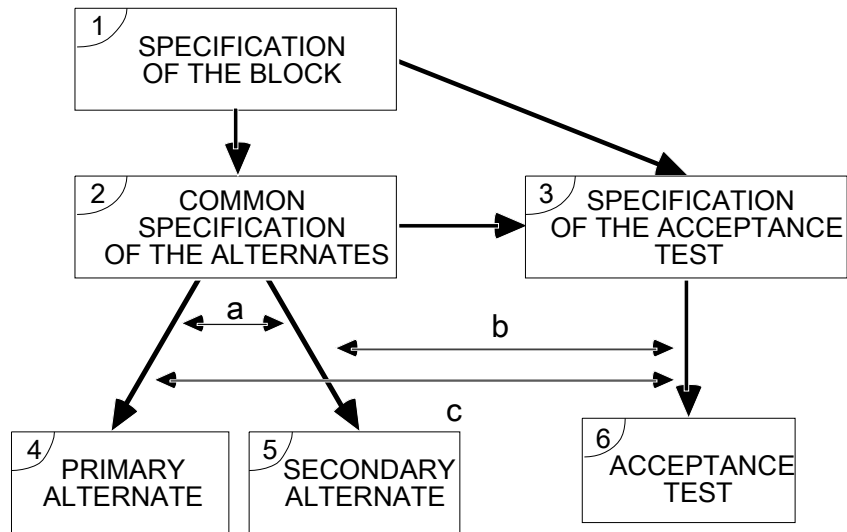 1
SPECIFICATION
OF THE BLOCK
2
COMMON
SPECIFICATION
OF THE ALTERNATES
3
SPECIFICATION
OF THE ACCEPTANCE
TEST
a
b
c
4
PRIMARY
ALTERNATE
5
SECONDARY
ALTERNATE
6
ACCEPTANCE
TEST